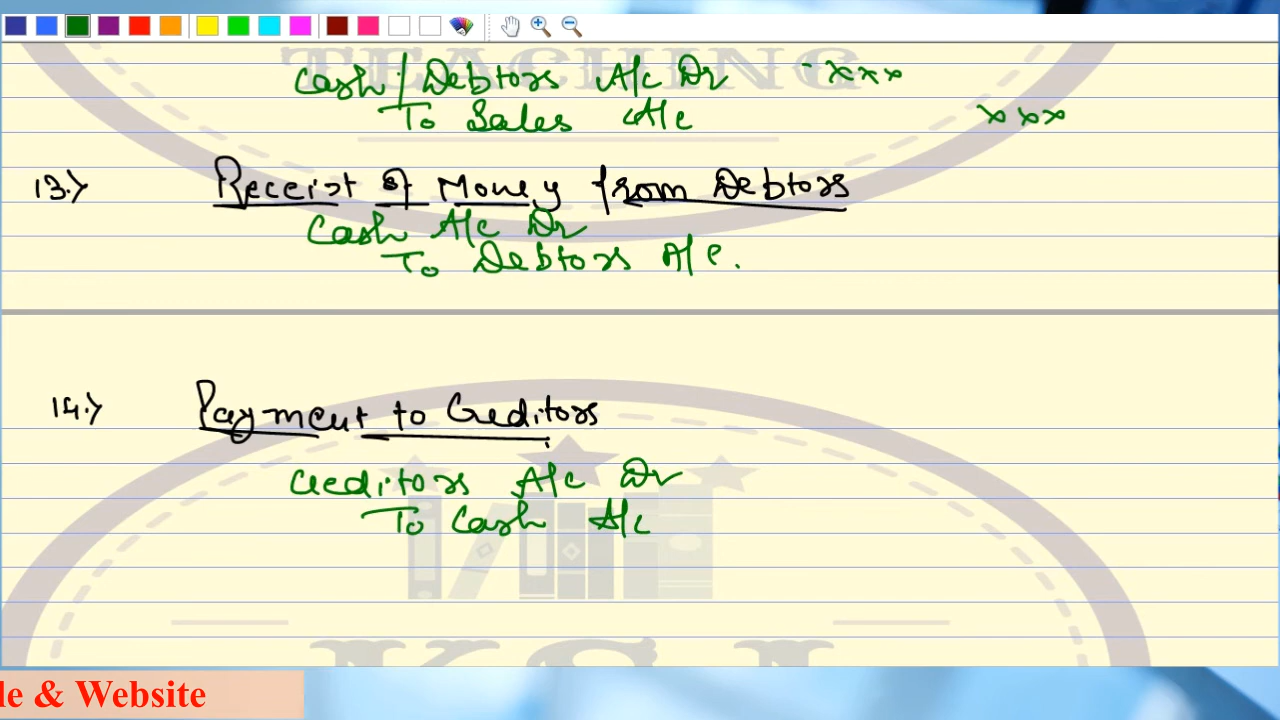 TEACHING
Cash/Debtors A/c Dr - xxx
To Sales A/c xxx
13.) Receipt of Money from Debtors
Cash A/c Dr
To Debtors A/c.
14.) Payment to Creditors
Creditors A/c Dr
To Cash A/c
le & Website